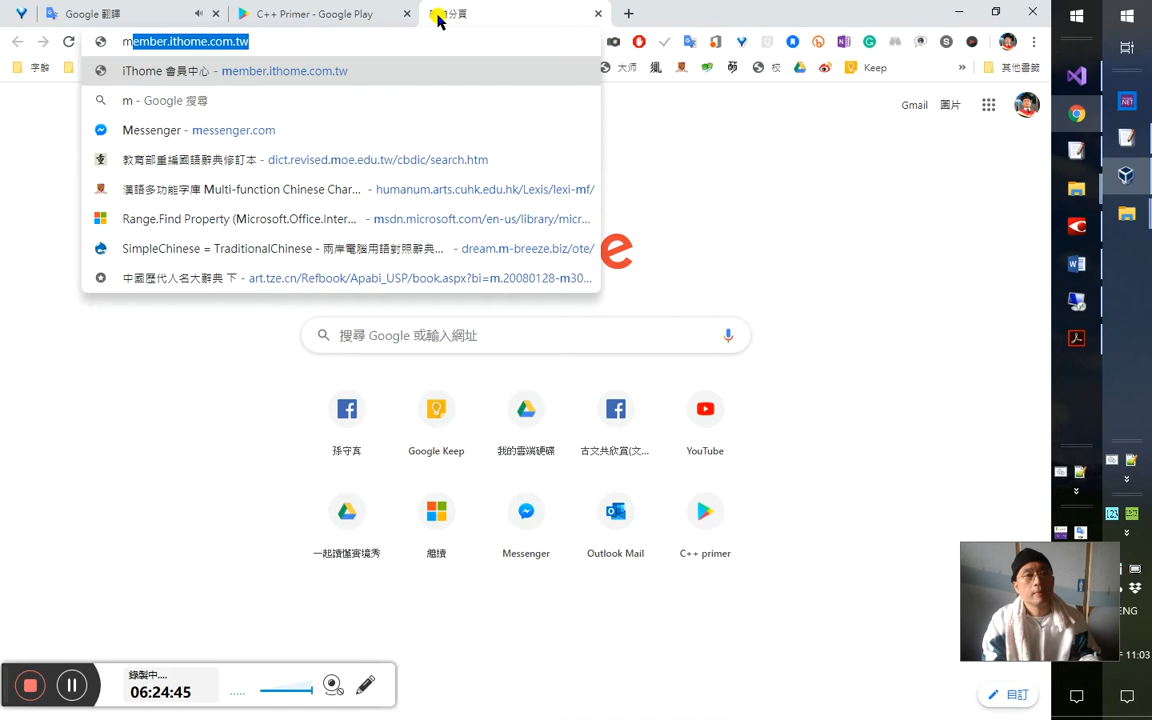 Google 翻譯
C++ Primer - Google Play
分頁
member.ithome.com.tw
iThome 會員中心 - member.ithome.com.tw
m - Google 搜尋
Messenger - messenger.com
教育部重編國語辭典修訂本 - dict.revised.moe.edu.tw/cbdic/search.htm
漢語多功能字庫 Multi-function Chinese Char... - humanum.arts.cuhk.edu.hk/Lexis/lexi-mf/
Range.Find Property (Microsoft.Office.Inter... - msdn.microsoft.com/en-us/library/micr...
SimpleChinese = TraditionalChinese - 兩岸電腦用語對照辭典... - dream.m-breeze.biz/ote/
中國歷代人名大辭典 下 - art.tze.cn/Refbook/Apabi_USP/book.aspx?bi=m.20080128-m30...
字辭
大师
萌
校
Keep
»
其他書籤
Gmail
圖片
e
搜尋 Google 或輸入網址
孫守真
Google Keep
我的雲端硬碟
古文共欣賞(文...
YouTube
一起讀懂實境秀
繼續
Messenger
Outlook Mail
C++ primer
錄製中....
06:24:45
自訂
ENG
11:03